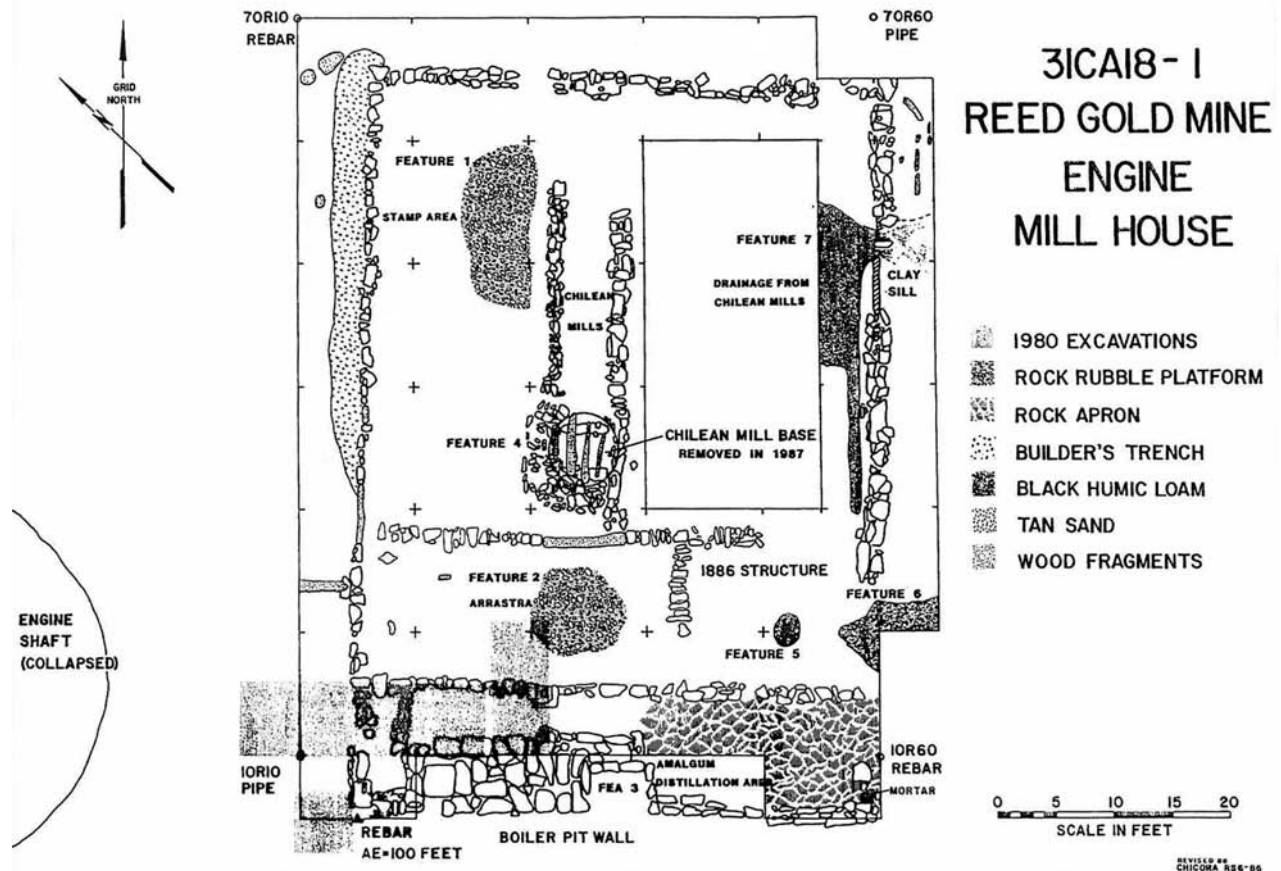 70R10
REBAR
70R60
PIPE
31CA18-1
REED GOLD MINE
ENGINE
MILL HOUSE
GRID
NORTH
N
FEATURE 1
STAMP AREA
FEATURE 7
DRAINAGE FROM
CHILEAN MILLS
CLAY
SILL
CHILEAN
MILLS
FEATURE 4
CHILEAN MILL BASE
REMOVED IN 1987
1980 EXCAVATIONS
ROCK RUBBLE PLATFORM
ROCK APRON
BUILDER'S TRENCH
BLACK HUMIC LOAM
TAN SAND
WOOD FRAGMENTS
1886 STRUCTURE
FEATURE 2
ARRASTRA
FEATURE 6
FEATURE 5
ENGINE
SHAFT
(COLLAPSED)
10R10
PIPE
10R60
REBAR
AMALGUM
DISTILLATION AREA
FEA 3
MORTAR
REBAR
AE=100 FEET
BOILER PIT WALL
0 5 10 15 20
SCALE IN FEET
REVISED
CHICORA